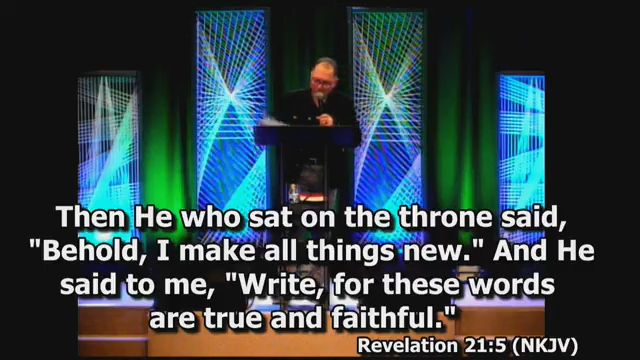 Then He who sat on the throne said,
"Behold, I make all things new." And He
said to me, "Write, for these words
are true and faithful."
Revelation 21:5 (NKJV)